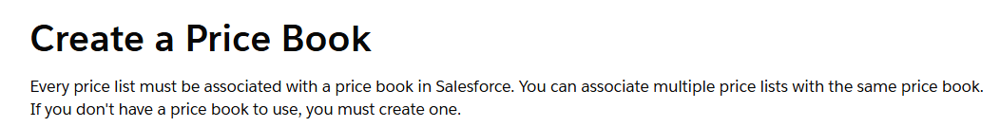 Create a Price Book
Every price list must be associated with a price book in Salesforce. You can associate multiple price lists with the same price book.
If you don't have a price book to use, you must create one.